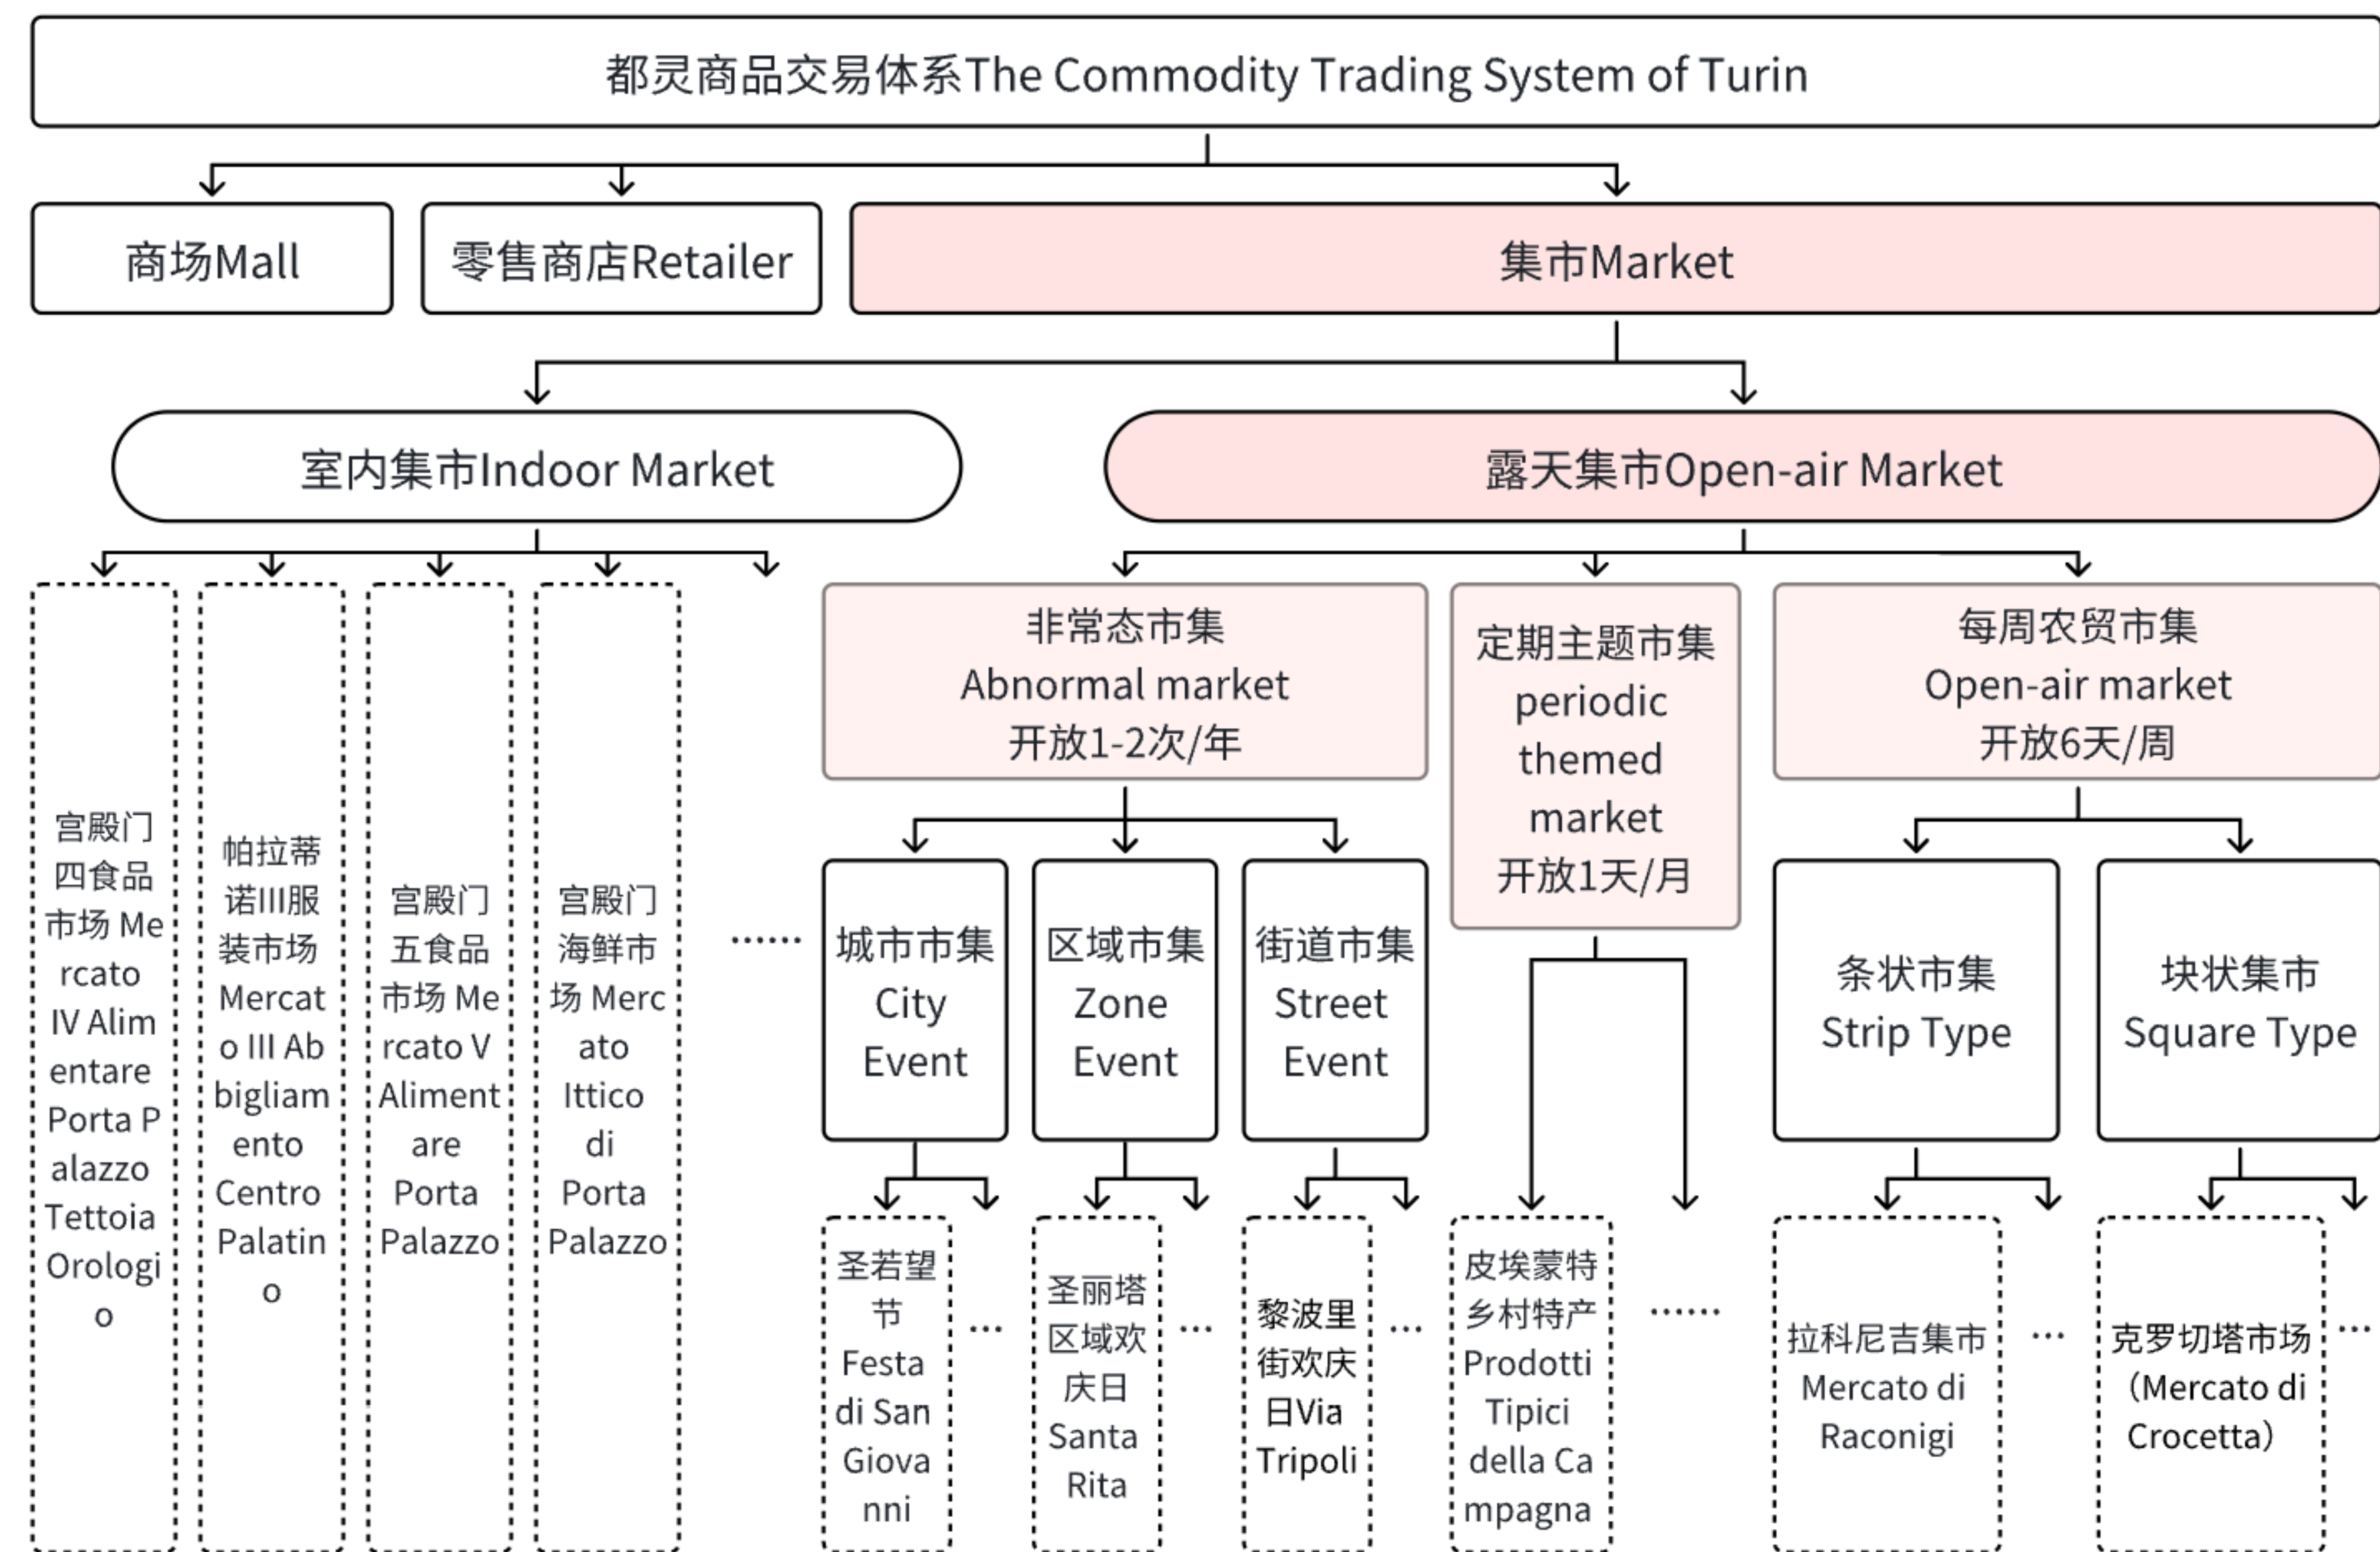 都灵商品交易体系The Commodity Trading System of Turin
商场Mall
零售商店Retailer
集市Market
室内集市Indoor Market
露天集市Open-air Market
宫殿门
四食品
市场 Me
rcato
IV Alim
entare
Porta P
alazzo
Tettoia
Orologi
o
帕拉蒂
诺III服
装市场
Mercat
o III Ab
bigliam
ento
Centro
Palatin
o
宫殿门
五食品
市场 Me
rcato V
Aliment
are
Porta
Palazzo
宫殿门
海鲜市
场 Merc
ato
Ittico
di
Porta
Palazzo
······
非常态市集
Abnormal market
开放1-2次/年
定期主题市集
periodic
themed
market
开放1天/月
每周农贸市集
Open-air market
开放6天/周
城市市集
City
Event
区域市集
Zone
Event
街道市集
Street
Event
条状市集
Strip Type
块状集市
Square Type
圣若望
节
Festa
di San
Giova
nni
···
圣丽塔
区域欢
庆日
Santa
Rita
···
黎波里
街欢庆
日Via
Tripoli
···
皮埃蒙特
乡村特产
Prodotti
Tipici
della Ca
mpagna
······
拉科尼吉集市
Mercato di
Raconigi
···
克罗切塔市场
（Mercato di
Crocetta）
···